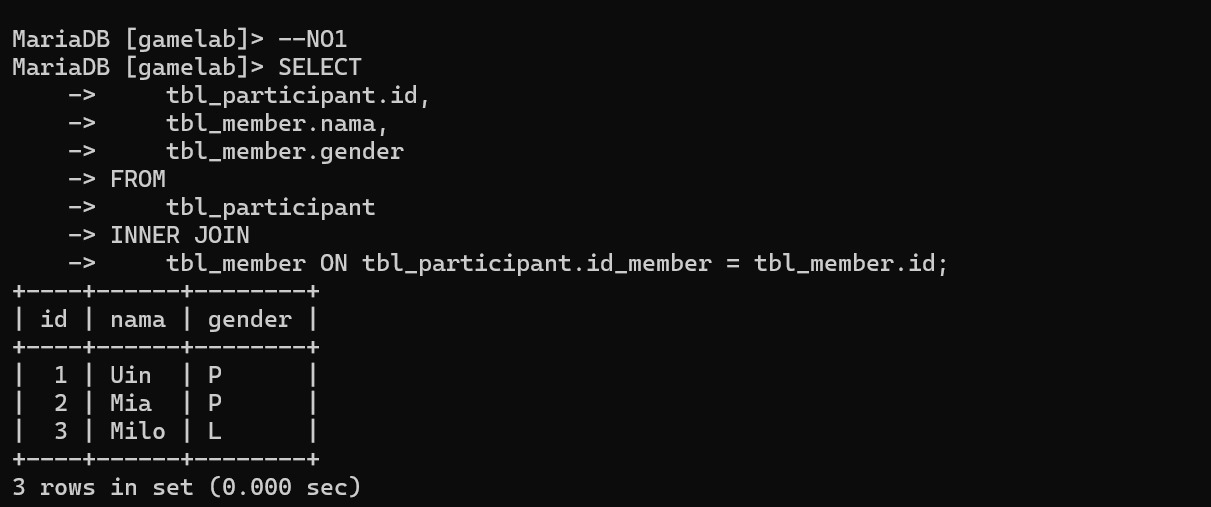 MariaDB [gamelab]> --NO1
MariaDB [gamelab]> SELECT
    ->     tbl_participant.id,
    ->     tbl_member.nama,
    ->     tbl_member.gender
    -> FROM
    ->     tbl_participant
    -> INNER JOIN
    ->     tbl_member ON tbl_participant.id_member = tbl_member.id;
+----+------+--------+
| id | nama | gender |
+----+------+--------+
|  1 | Uin  | P      |
|  2 | Mia  | P      |
|  3 | Milo | L      |
+----+------+--------+
3 rows in set (0.000 sec)